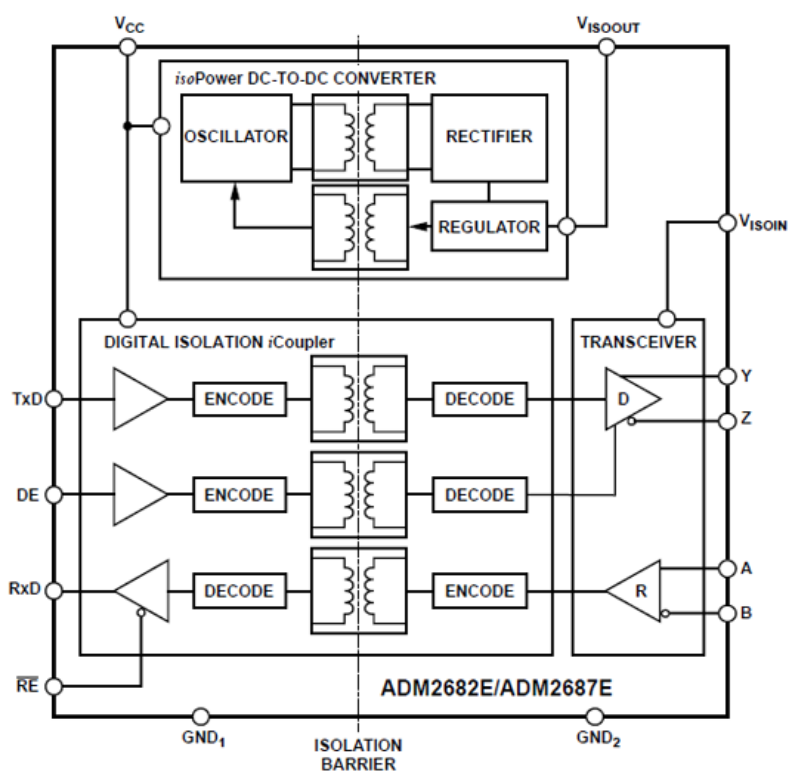 VCC
VISOOUT
isoPower DC-TO-DC CONVERTER
OSCILLATOR
RECTIFIER
REGULATOR
VISOIN
DIGITAL ISOLATION iCoupler
TRANSCEIVER
TxD
ENCODE
DECODE
D
Y
Z
DE
ENCODE
DECODE
RxD
DECODE
ENCODE
R
A
B
RE
ADM2682E/ADM2687E
GND1
ISOLATION
BARRIER
GND2